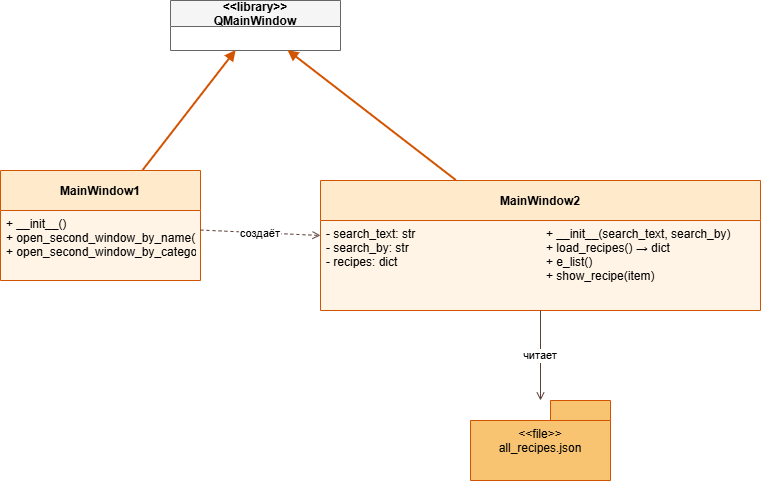 <<library>>
QMainWindow
MainWindow1
+ __init__()
+ open_second_window_by_name(
+ open_second_window_by_catego
создаёт
MainWindow2
- search_text: str
- search_by: str
- recipes: dict
+ __init__(search_text, search_by)
+ load_recipes() → dict
+ e_list()
+ show_recipe(item)
читает
<<file>>
all_recipes.json